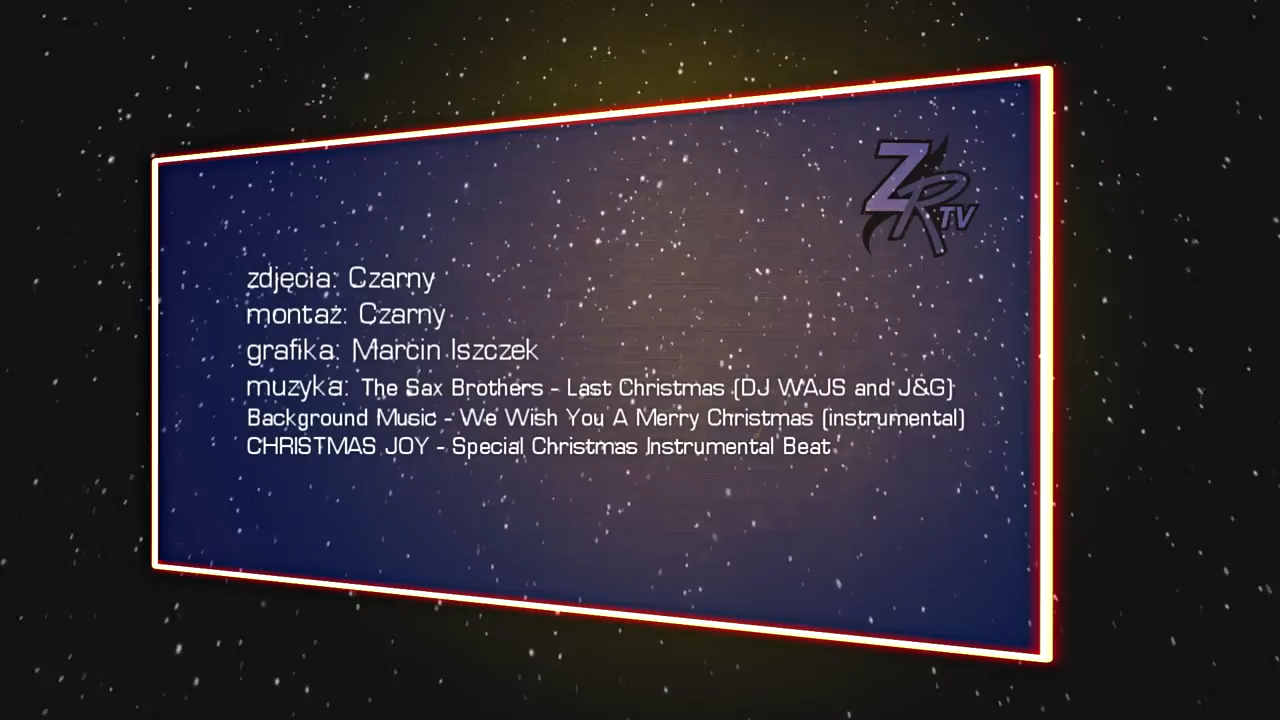 ZR TV
zdjęcia: Czarny
montaż: Czarny
grafika: Marcin Iszczek
muzyka: The Sax Brothers - Last Christmas (DJ WAJS and J&G)
Background Music - We Wish You A Merry Christmas (instrumental)
CHRISTMAS JOY - Special Christmas Instrumental Beat